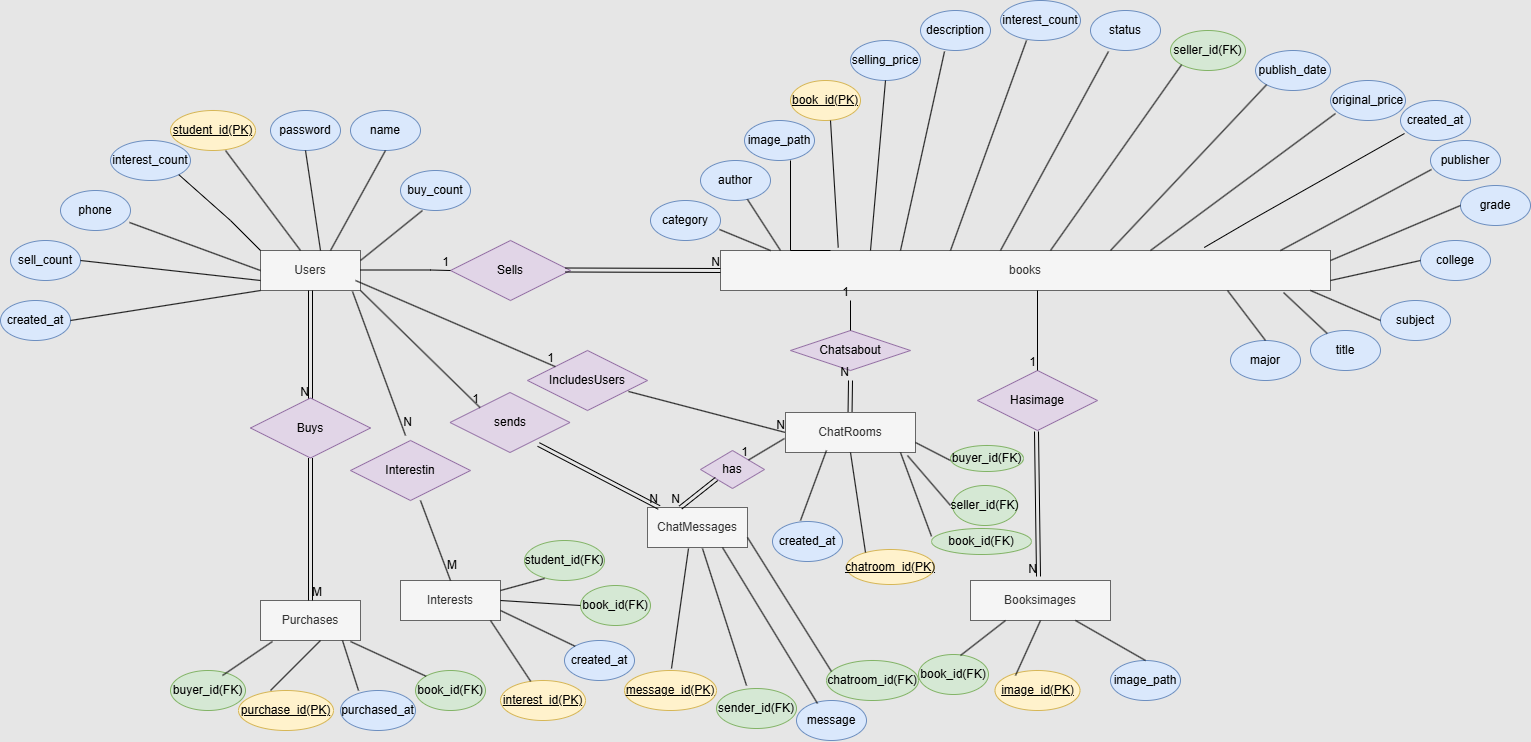 interest_count
description
status
seller_id(FK)
selling_price
publish_date
book_id(PK)
original_price
created_at
student_id(PK)
password
name
image_path
interest_count
publisher
author
buy_count
phone
category
grade
sell_count
Users
1
Sells
N
books
college
created_at
1
subject
Chatsabout
title
major
1
IncludesUsers
N
1
N
1
Hasimage
N
Buys
N
sends
N
ChatRooms
Interestin
1
has
buyer_id(FK)
N
N
seller_id(FK)
ChatMessages
created_at
book_id(FK)
student_id(FK)
M
chatroom_id(PK)
N
M
Interests
book_id(FK)
Booksimages
Purchases
created_at
buyer_id(FK)
purchase_id(PK)
purchased_at
book_id(FK)
interest_id(PK)
message_id(PK)
sender_id(FK)
message
chatroom_id(FK)
book_id(FK)
image_id(PK)
image_path